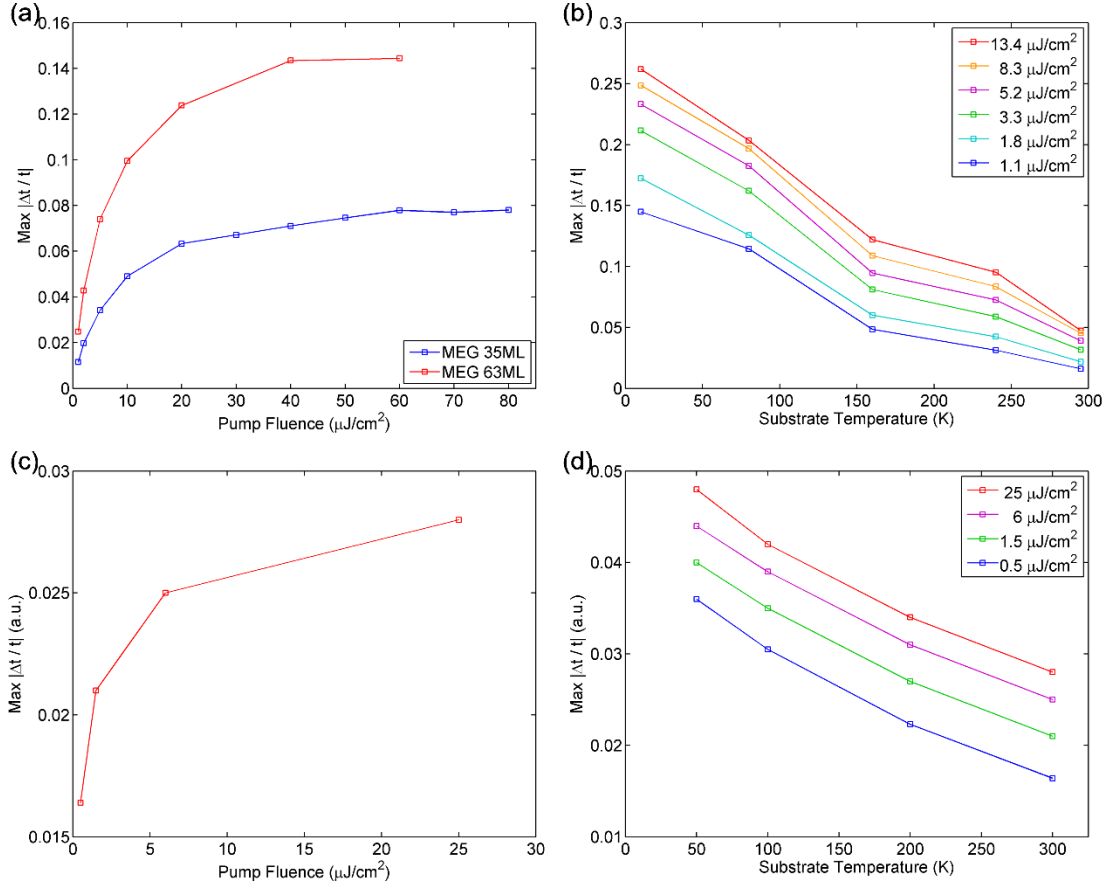 (a)
0.16
0.14
0.12
0.1
0.08
0.06
0.04
0.02
0
Max |Δt / t|
0 10 20 30 40 50 60 70 80
Pump Fluence (μJ/cm²)
MEG 35ML
MEG 63ML
(b)
0.3
0.25
0.2
0.15
0.1
0.05
0
Max |Δt / t|
0 50 100 150 200 250 300
Substrate Temperature (K)
13.4 μJ/cm²
8.3 μJ/cm²
5.2 μJ/cm²
3.3 μJ/cm²
1.8 μJ/cm²
1.1 μJ/cm²
(c)
0.03
0.025
0.02
0.015
Max |Δt / t| (a.u.)
0 5 10 15 20 25 30
Pump Fluence (μJ/cm²)
(d)
0.05
0.04
0.03
0.02
0.01
Max |Δt / t| (a.u.)
50 100 150 200 250 300
Substrate Temperature (K)
25 μJ/cm²
6 μJ/cm²
1.5 μJ/cm²
0.5 μJ/cm²